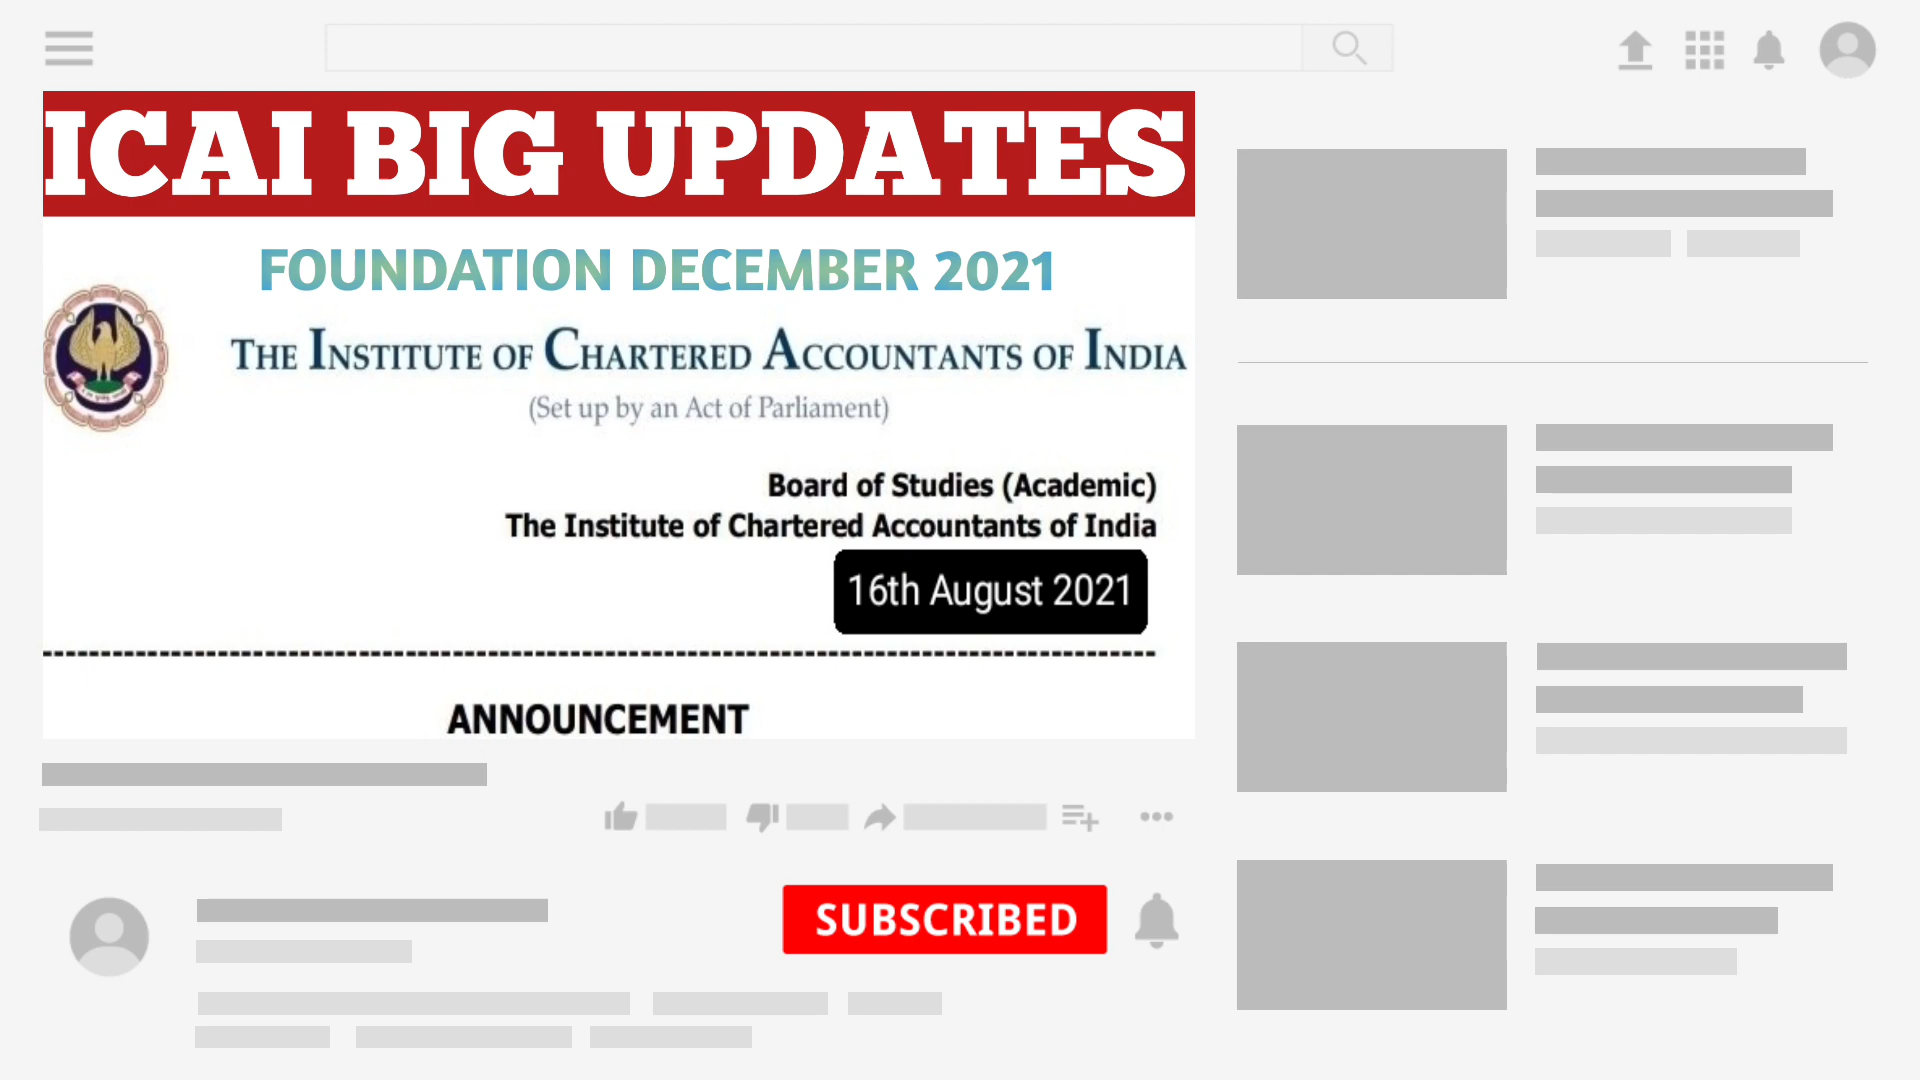 ICAI BIG UPDATES
FOUNDATION DECEMBER 2021
THE INSTITUTE OF CHARTERED ACCOUNTANTS OF INDIA
(Set up by an Act of Parliament)
Board of Studies (Academic)
The Institute of Chartered Accountants of India
16th August 2021
ANNOUNCEMENT
SUBSCRIBED